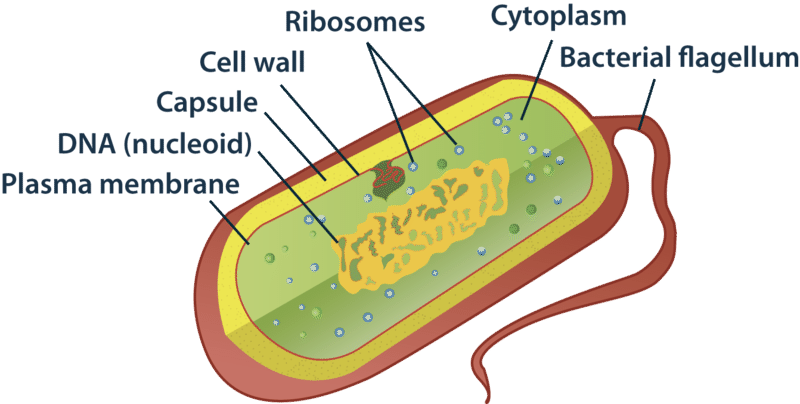 Ribosomes
Cytoplasm
Cell wall
Bacterial flagellum
Capsule
DNA (nucleoid)
Plasma membrane